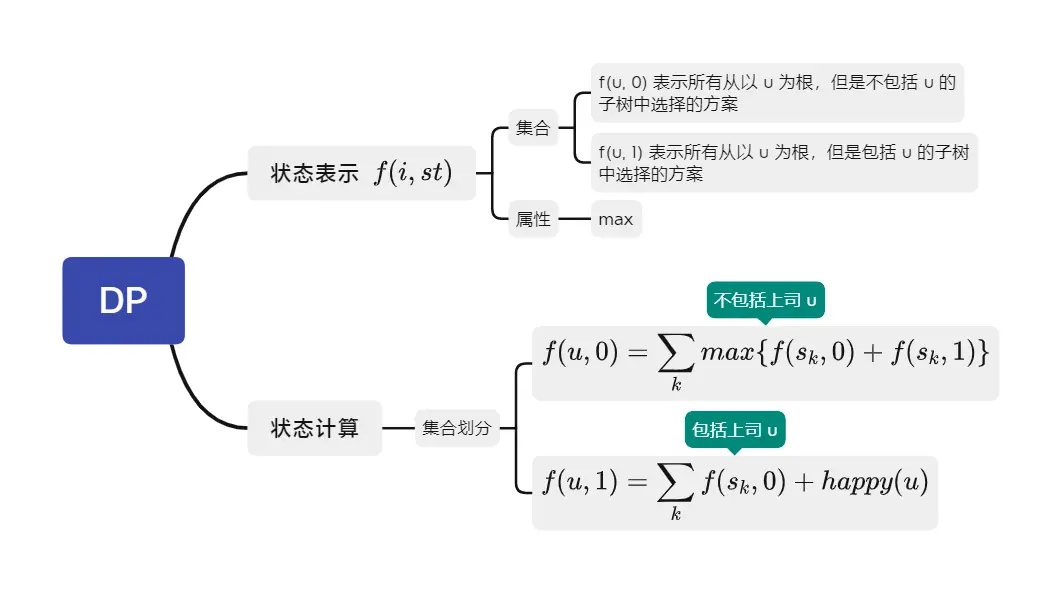 f(u, 0) 表示所有从以 u 为根，但是不包括 u 的
子树中选择的方案
集合
f(u, 1) 表示所有从以 u 为根，但是包括 u 的子树
中选择的方案
状态表示 f(i, st)
属性
max
DP
不包括上司 u
f(u, 0) = ∑_k max{f(s_k, 0) + f(s_k, 1)}
状态计算
集合划分
包括上司 u
f(u, 1) = ∑_k f(s_k, 0) + happy(u)